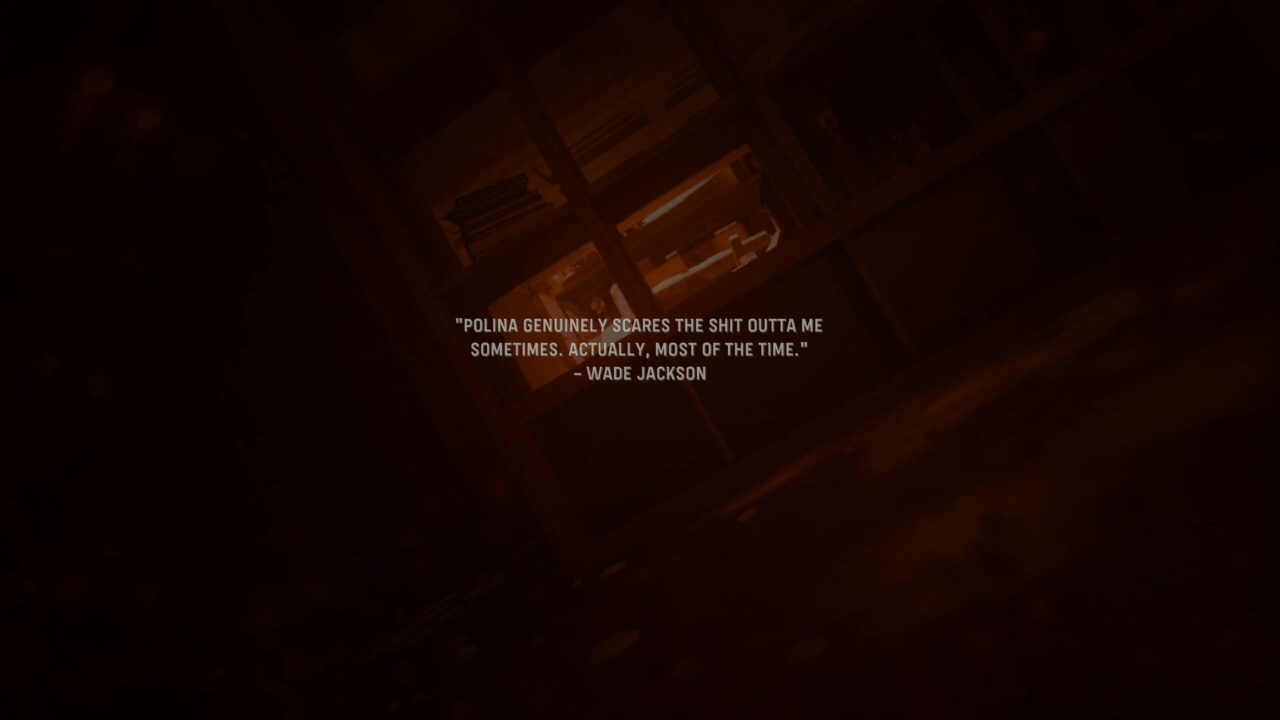 "POLINA GENUINELY SCARES THE SHIT OUTTA ME
SOMETIMES. ACTUALLY, MOST OF THE TIME."
– WADE JACKSON